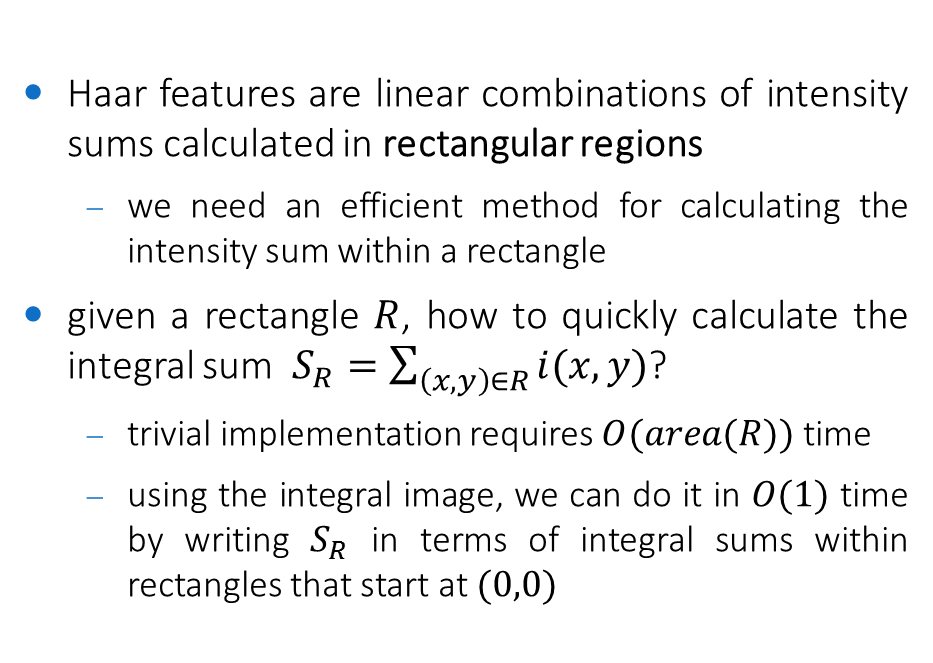 • Haar features are linear combinations of intensity
sums calculated in rectangular regions
– we need an efficient method for calculating the
intensity sum within a rectangle
• given a rectangle R, how to quickly calculate the
integral sum S_R = ∑_(x,y)∈R i(x, y)?
– trivial implementation requires O(area(R)) time
– using the integral image, we can do it in O(1) time
by writing S_R in terms of integral sums within
rectangles that start at (0,0)